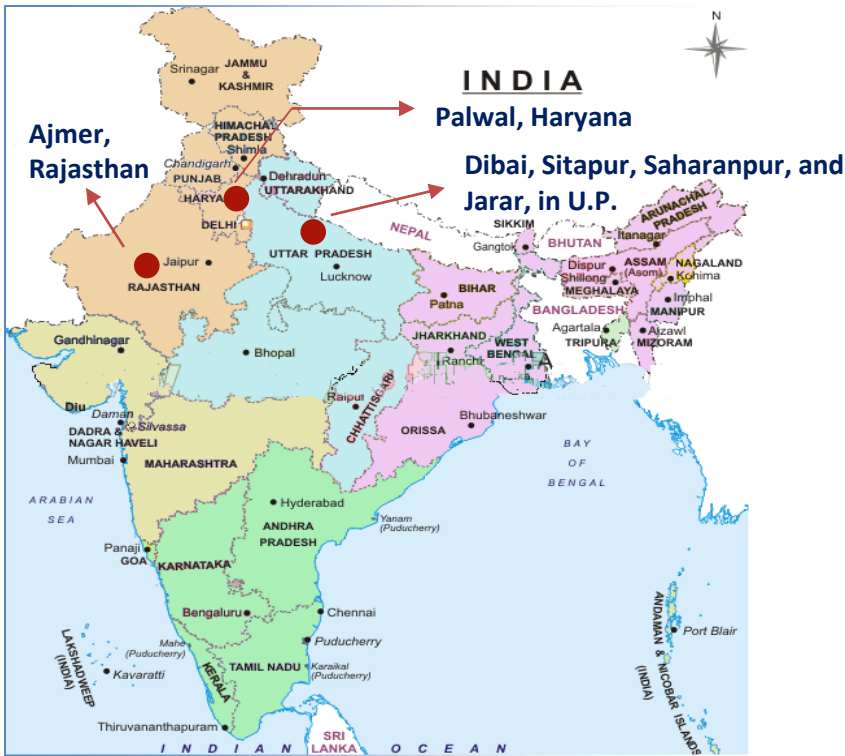 N
INDIA
Srinagar
JAMMU
&
KASHMIR
Palwal, Haryana
Ajmer,
Rajasthan
HIMACHAL
PRADESH
Shimla
Chandigarh
PUNJAB
Dehradun
UTTARAKHAND
Dibai, Sitapur, Saharanpur, and
Jarar, in U.P.
HARYA
DELHI
NEPAL
SIKKIM
Gangtok
BHUTAN
ARUNACHAL
PRADESH
Itanagar
Jaipur
RAJASTHAN
UTTAR PRADESH
Lucknow
Dispur
ASSAM
(Asom)
NAGALAND
Kohima
Shillong
MEGHALAYA
BIHAR
Patna
Imphal
MANIPUR
BANGLADESH
Agartala
TRIPURA
Aizawl
MIZORAM
Gandhinagar
Bhopal
JHARKHAND
Ranchi
WEST
BENGAL
A
Raipur
CHHATTISGARH
Diu
Daman
Silvassa
DADRA &
NAGAR HAVELI
Mumbai
MAHARASHTRA
ORISSA
Bhubaneshwar
BAY
OF
BENGAL
ARABIAN
SEA
Hyderabad
ANDHRA
PRADESH
Yanam
(Puducherry)
Panaji
GOA
KARNATAKA
Bengaluru
Chennai
Mahe
(Puducherry)
Puducherry
LAKSHADWEEP
(INDIA)
Kavaratti
KERALA
TAMIL NADU
Karaikal
(Puducherry)
ANDAMAN & NICOBAR ISLANDS
(INDIA)
Port Blair
Thiruvananthapuram
SRI
LANKA
INDIAN OCEAN